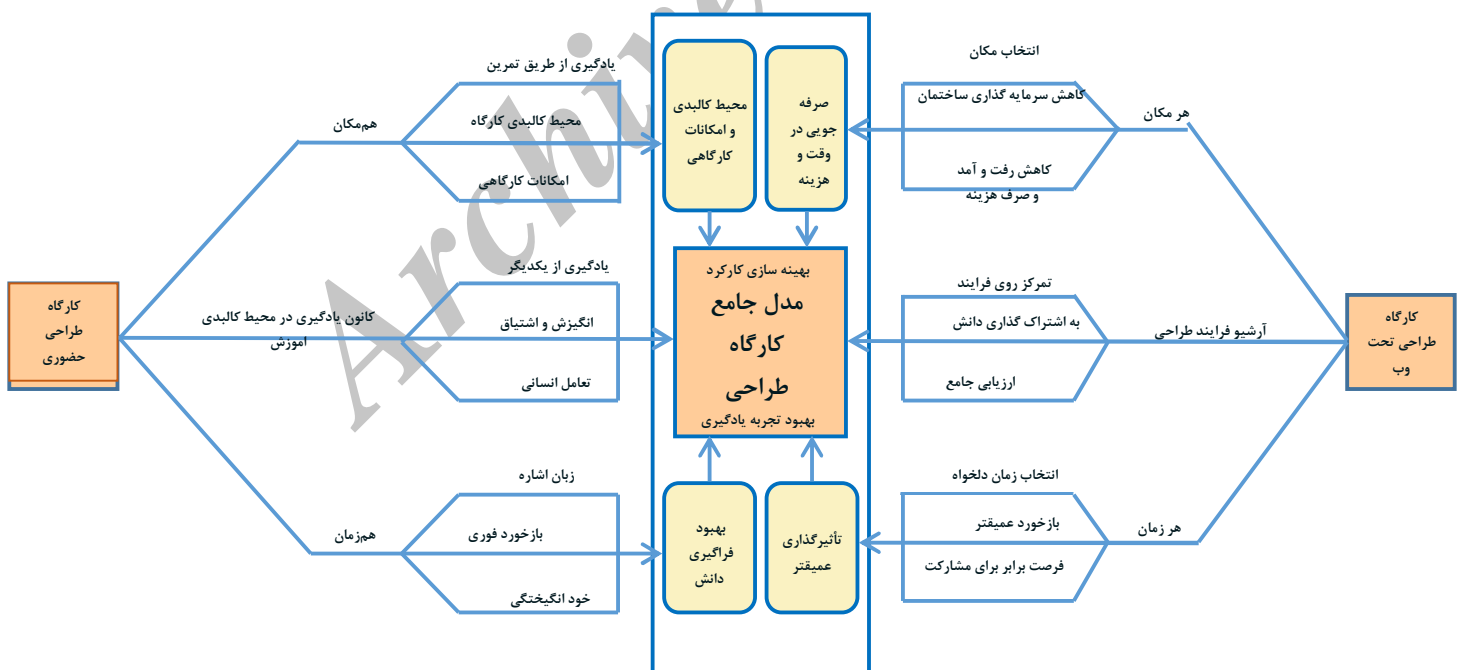 انتخاب مکان
کاهش سرمایه گذاری ساختمان
کاهش رفت و آمد
و صرف هزینه
هر مکان
تمرکز روی فرایند
به اشتراک گذاری دانش
ارزیابی جامع
آرشیو فرایند طراحی
انتخاب زمان دلخواه
بازخورد عمیقتر
فرصت برابر برای مشارکت
هر زمان
کارگاه
طراحی تحت
وب
صرفه
جویی در
وقت و
هزینه
محیط کالبدی
و امکانات
کارگاهی
بهینه سازی کارکرد
مدل جامع
کارگاه
طراحی
بهبود تجربه یادگیری
تأثیرگذاری
عمیقتر
بهبود
فراگیری
دانش
یادگیری از طریق تمرین
محیط کالبدی کارگاه
امکانات کارگاهی
هم‌مکان
یادگیری از یکدیگر
انگیزش و اشتیاق
تعامل انسانی
کانون یادگیری در محیط کالبدی
اموزش
زبان اشاره
بازخورد فوری
خود انگیختگی
هم‌زمان
کارگاه
طراحی
حضوری